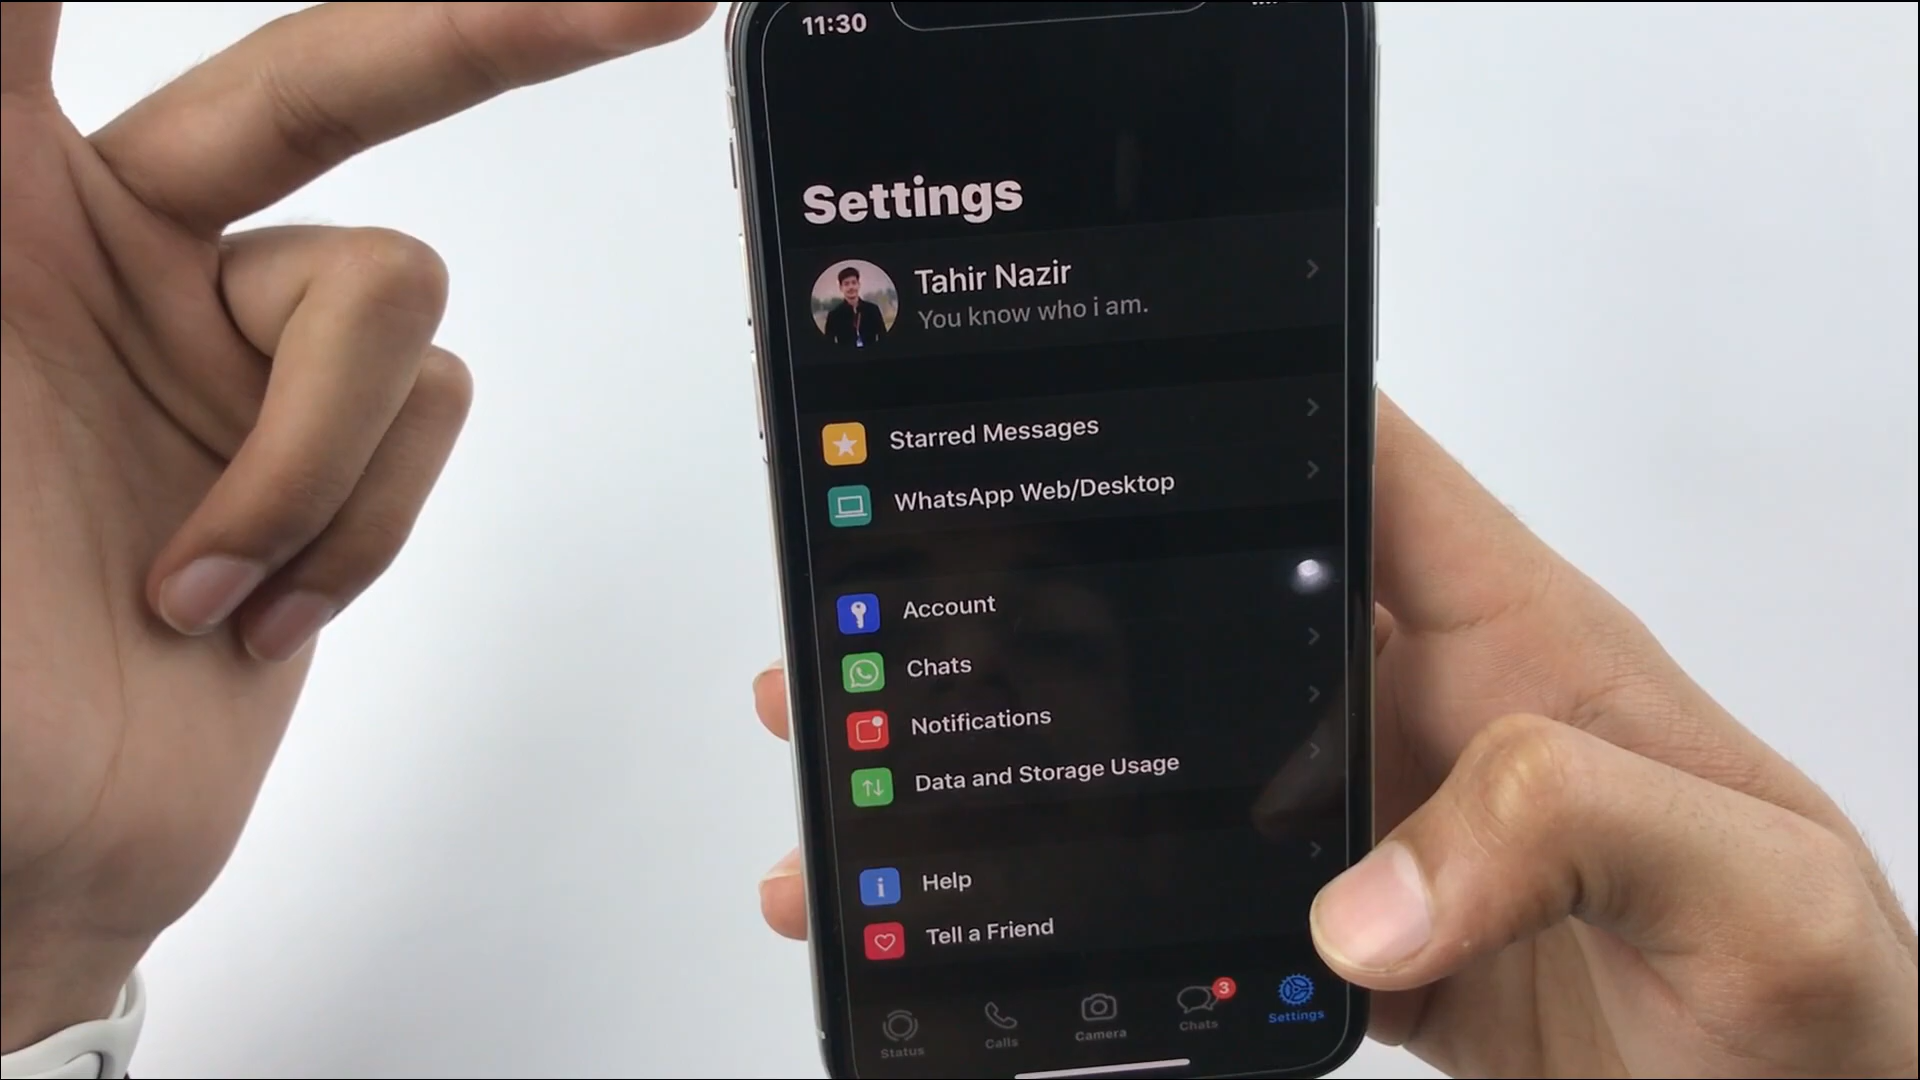 11:30
Settings
Tahir Nazir
You know who i am.
Starred Messages
WhatsApp Web/Desktop
Account
Chats
Notifications
Data and Storage Usage
Help
Tell a Friend
Status
Calls
Camera
Chats
3
Settings